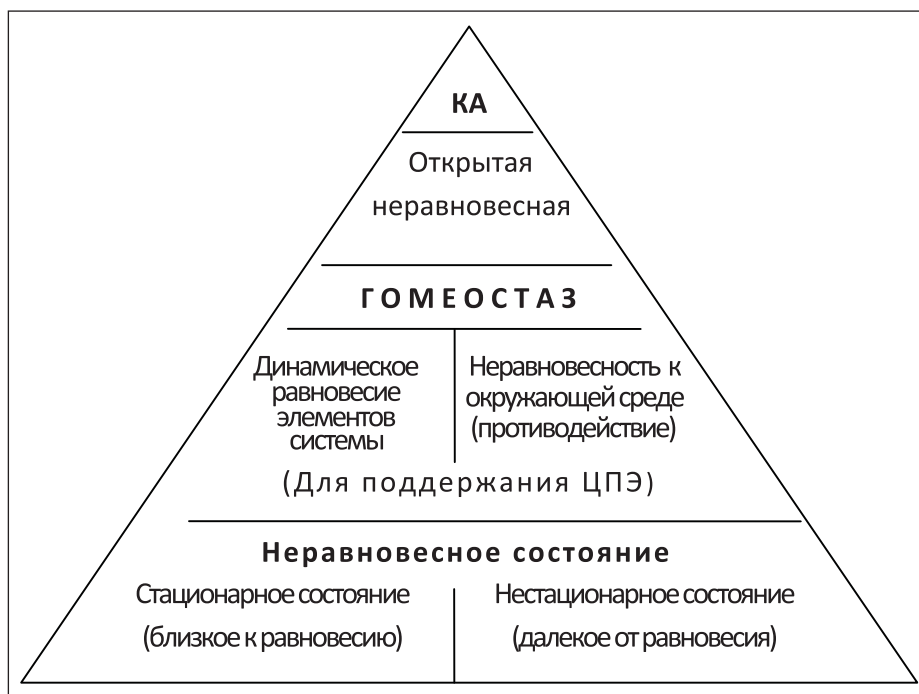 КА
Открытая
неравновесная
ГОМЕОСТАЗ
Динамическое
равновесие
элементов
системы
Неравновесность к
окружающей среде
(противодействие)
(Для поддержания ЦПЭ)
Неравновесное состояние
Стационарное состояние
(близкое к равновесию)
Нестационарное состояние
(далекое от равновесия)